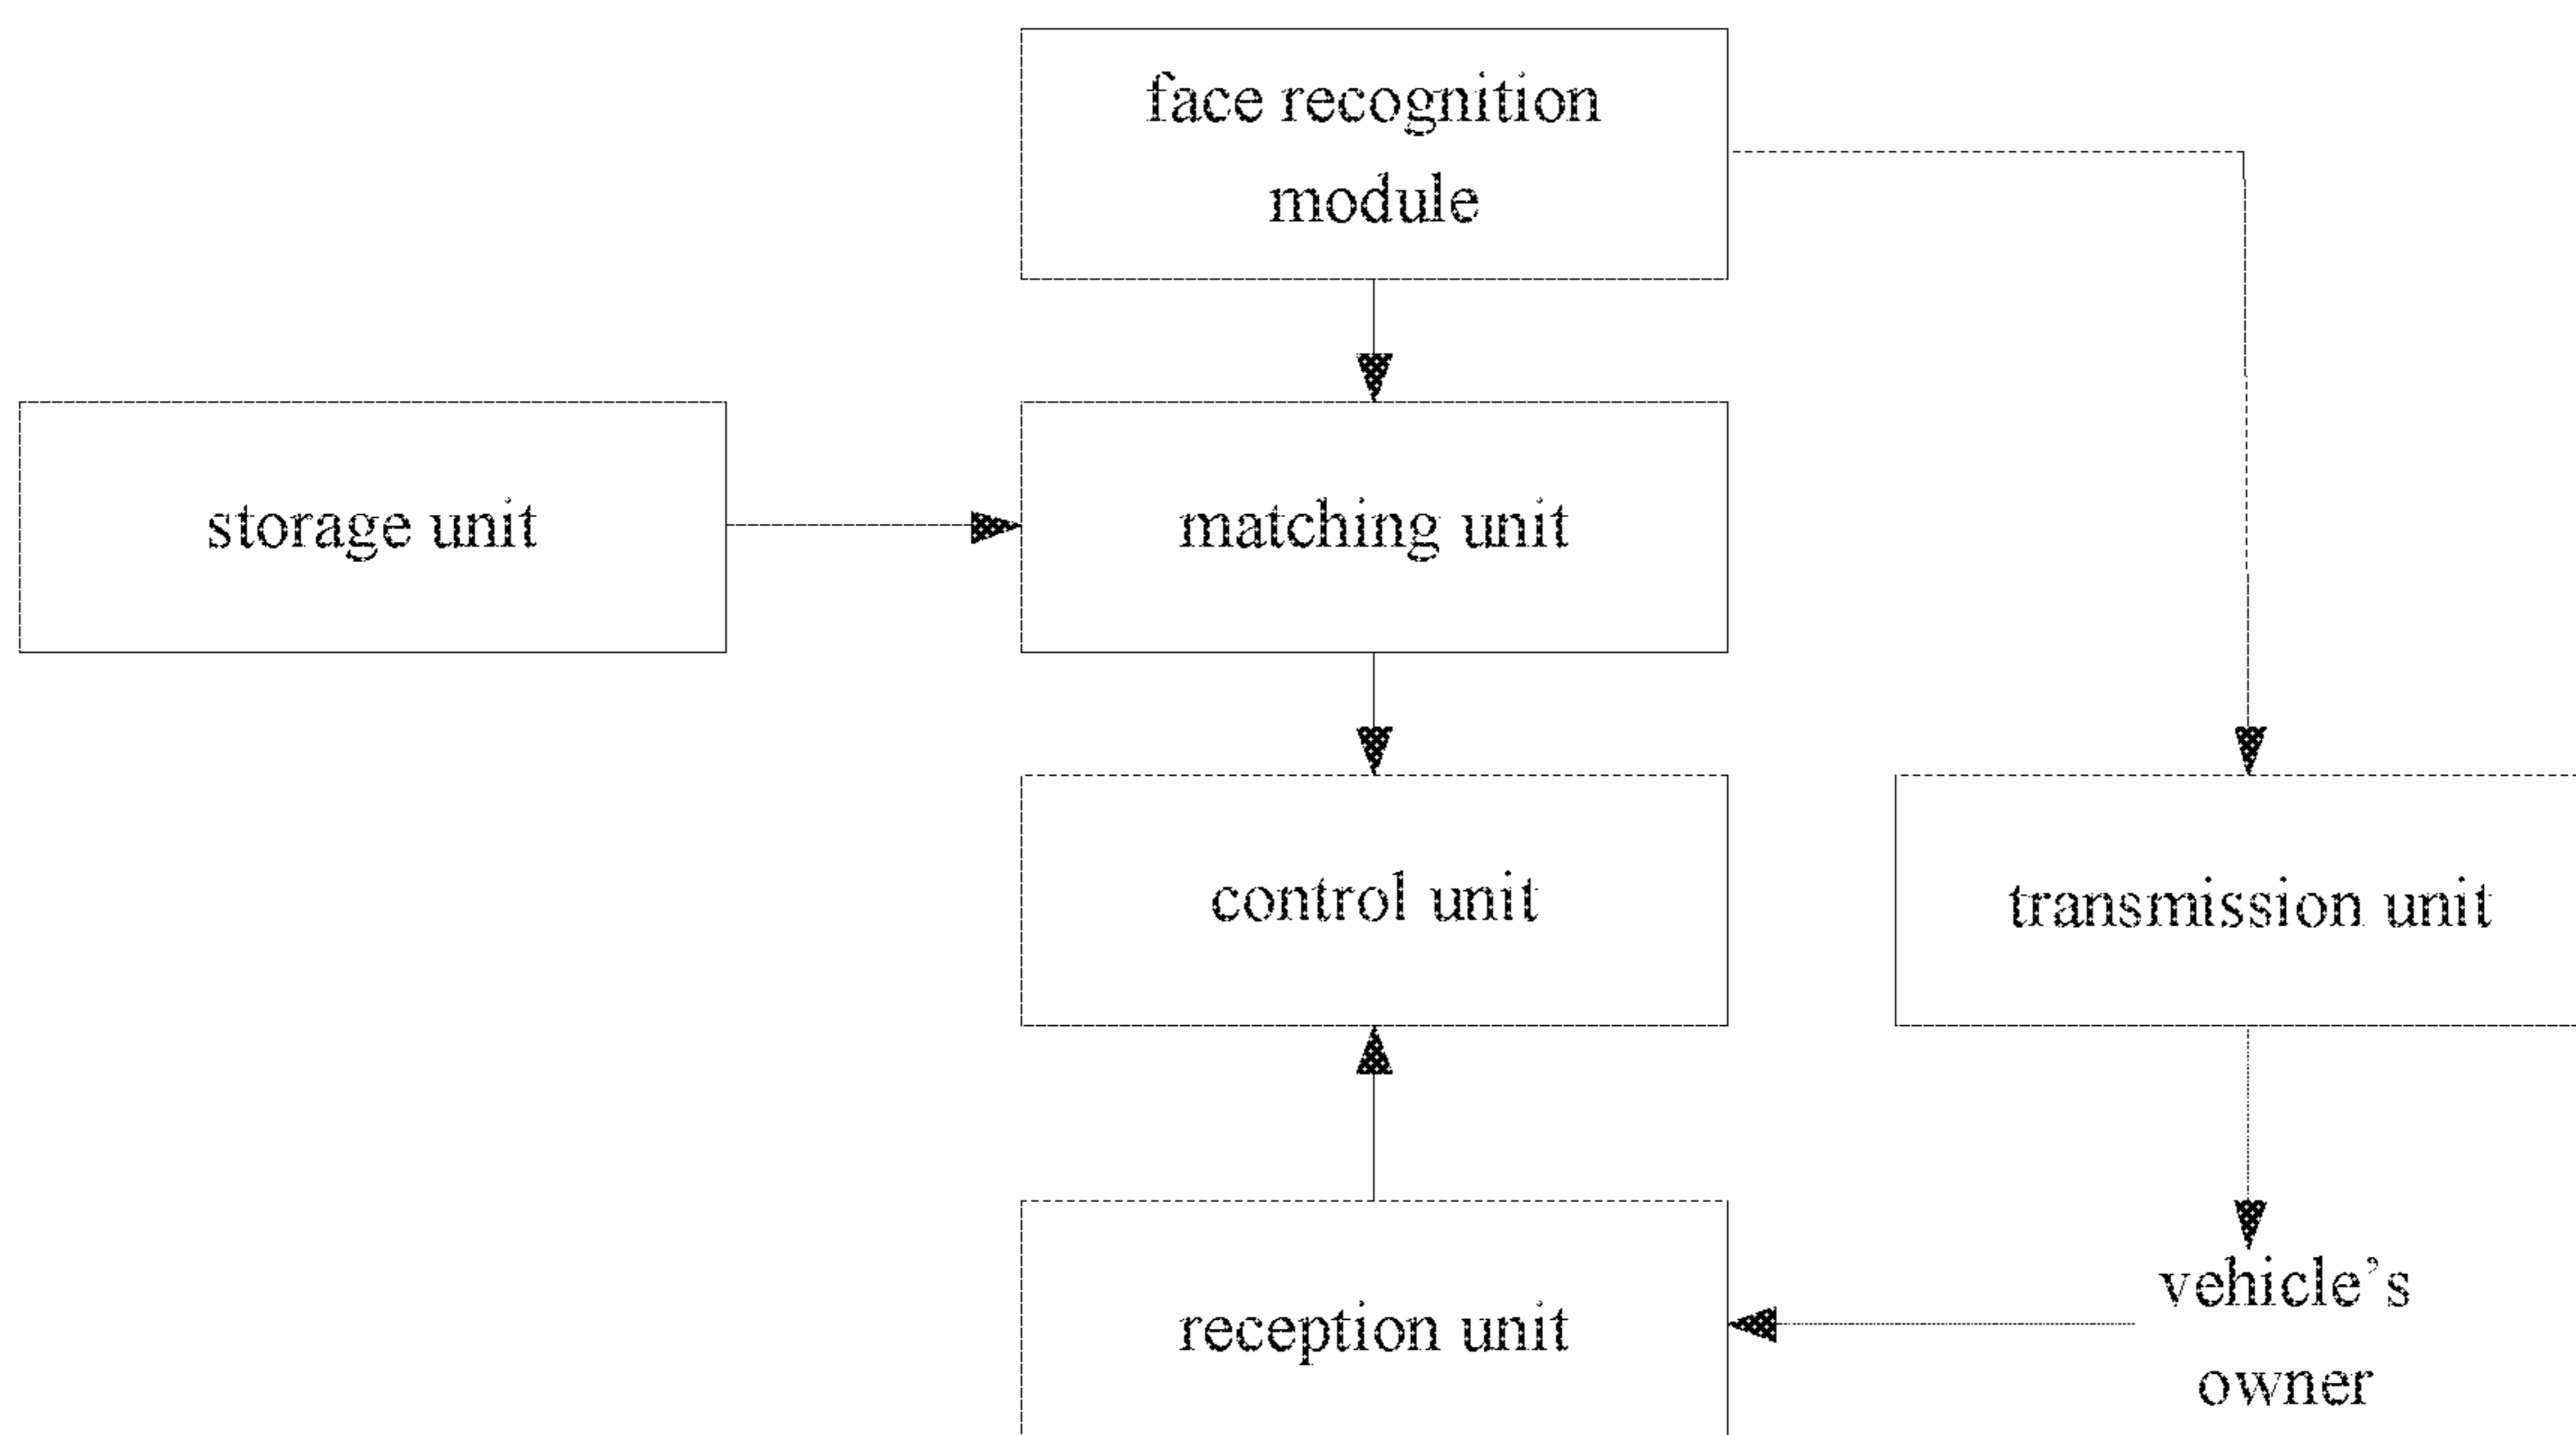 face recognition
module
storage unit
matching unit
control unit
transmission unit
reception unit
vehicle’s
owner